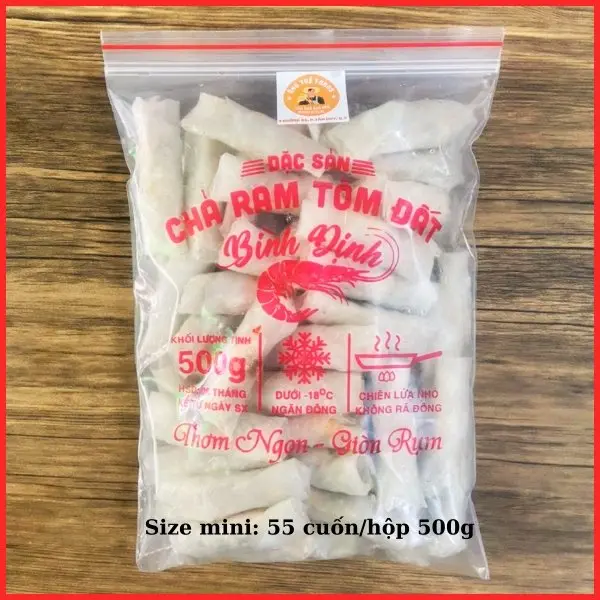 ĐẶC SẢN
CHẢ RAM TÔM ĐẤT
Bình Định
KHỐI LƯỢNG TỊNH
500g
DƯỚI -18°C
NGĂN ĐÔNG
CHIÊN LỬA NHỎ
KHÔNG RÃ ĐÔNG
Thơm Ngon - Giòn Rụm
Size mini: 55 cuốn/hộp 500g